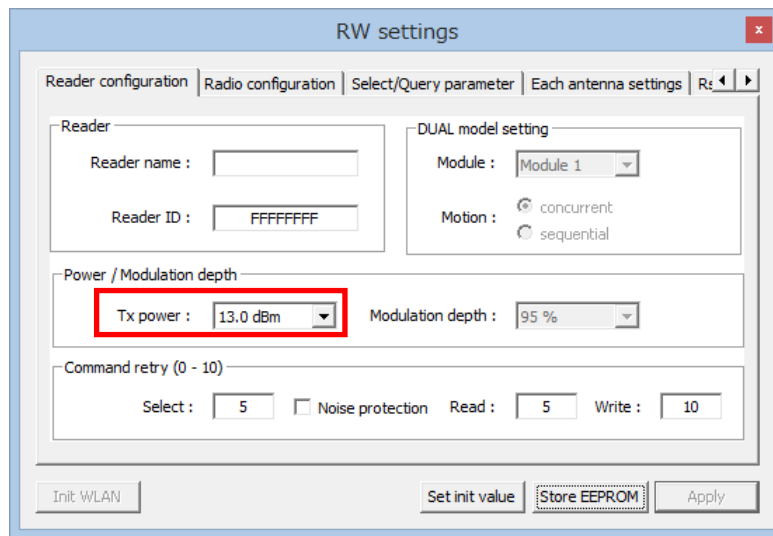 RW settings
x
Reader configuration Radio configuration Select/Query parameter Each antenna settings
Reader
Reader name :
Reader ID : FFFFFFFF
DUAL model setting
Module : Module 1
Motion : concurrent
sequential
Power / Modulation depth
Tx power : 13.0 dBm Modulation depth : 95 %
Command retry (0 - 10)
Select : 5 Noise protection Read : 5 Write : 10
Init WLAN Set init value Store EEPROM Apply